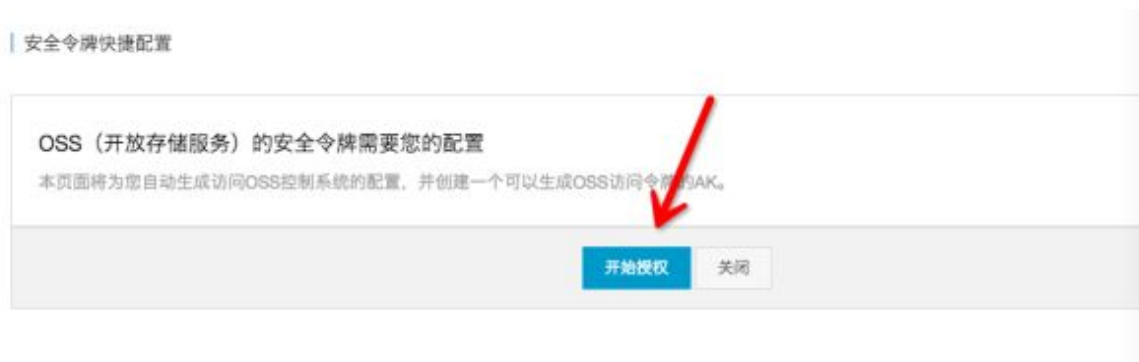 安全令牌快捷配置
OSS（开放存储服务）的安全令牌需要您的配置
本页面将为您自动生成访问OSS控制系统的配置，并创建一个可以生成OSS访问令牌的AK。
开始授权 关闭